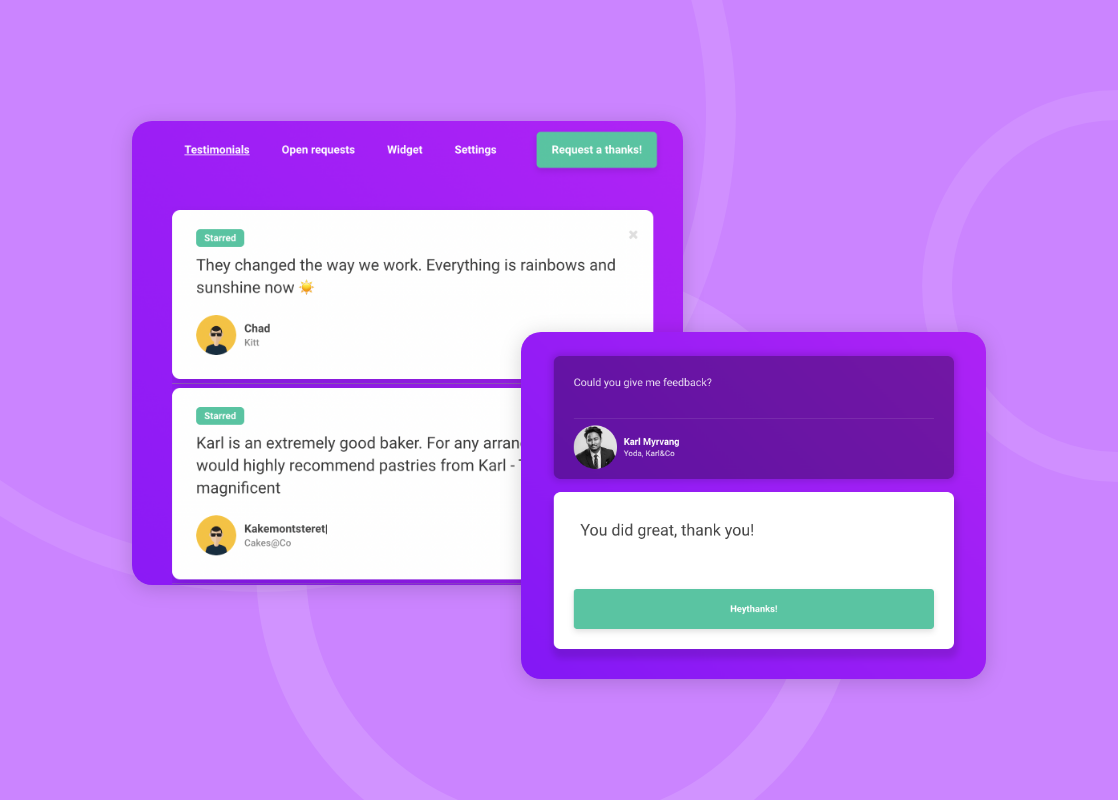 Testimonials
Open requests
Widget
Settings
Request a thanks!
Starred
They changed the way we work. Everything is rainbows and
sunshine now ☀️
Chad
Kitt
Starred
Karl is an extremely good baker. For any
would highly recommend pastries from Karl -
magnificent
Kakemontsteret
Cakes@Co
Could you give me feedback?
Karl Myrvang
Yoda, Karl&Co
You did great, thank you!
Heythanks!